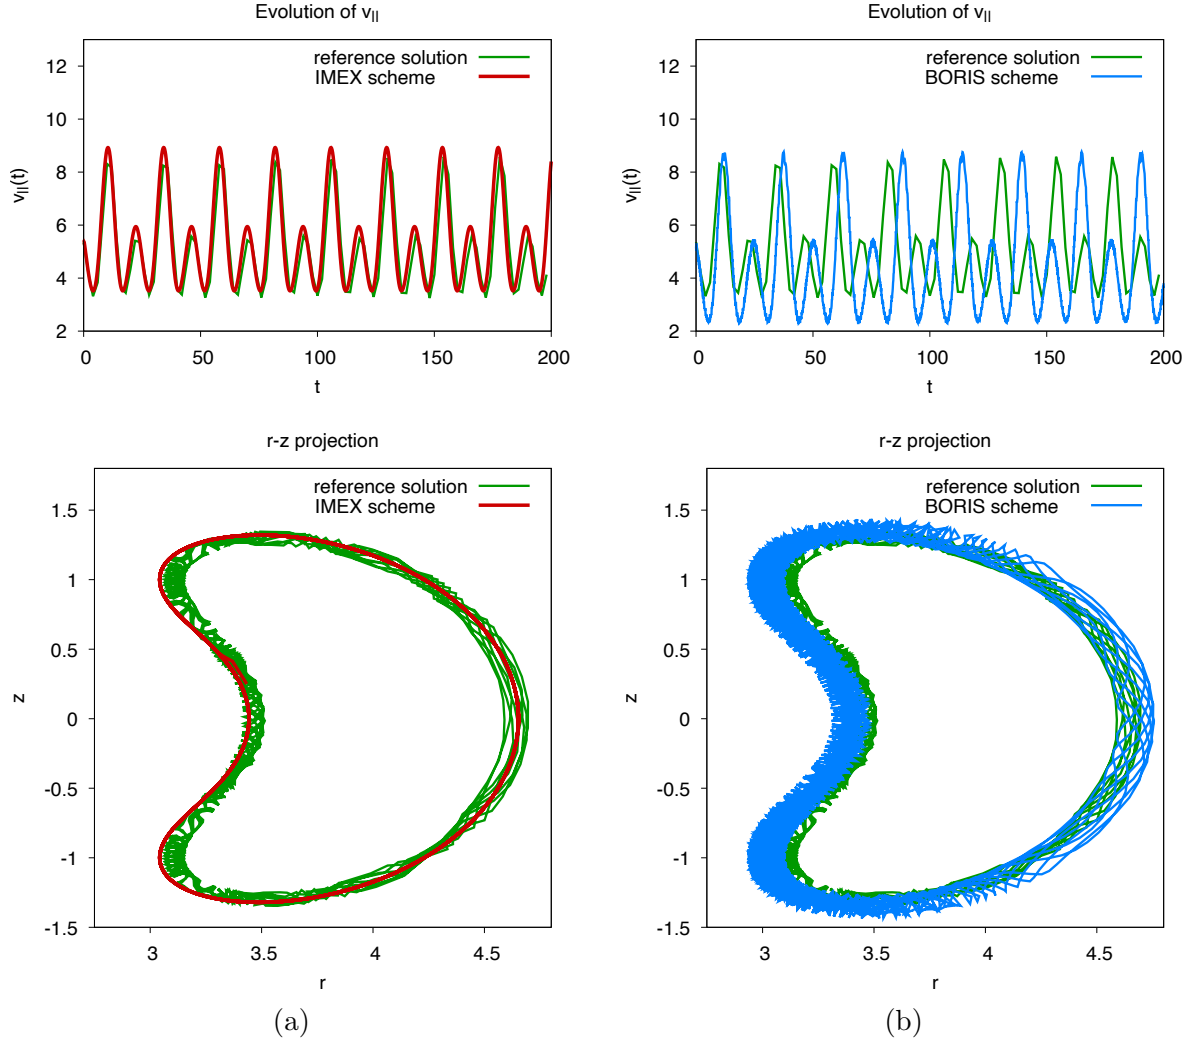 Evolution of v||
reference solution
IMEX scheme
12
10
8
6
4
2
v||(t)
0 50 100 150 200
t
Evolution of v||
reference solution
BORIS scheme
12
10
8
6
4
2
v||(t)
0 50 100 150 200
t
r-z projection
reference solution
IMEX scheme
1.5
1
0.5
0
-0.5
-1
-1.5
z
3 3.5 4 4.5
r
(a)
r-z projection
reference solution
BORIS scheme
1.5
1
0.5
0
-0.5
-1
-1.5
z
3 3.5 4 4.5
r
(b)